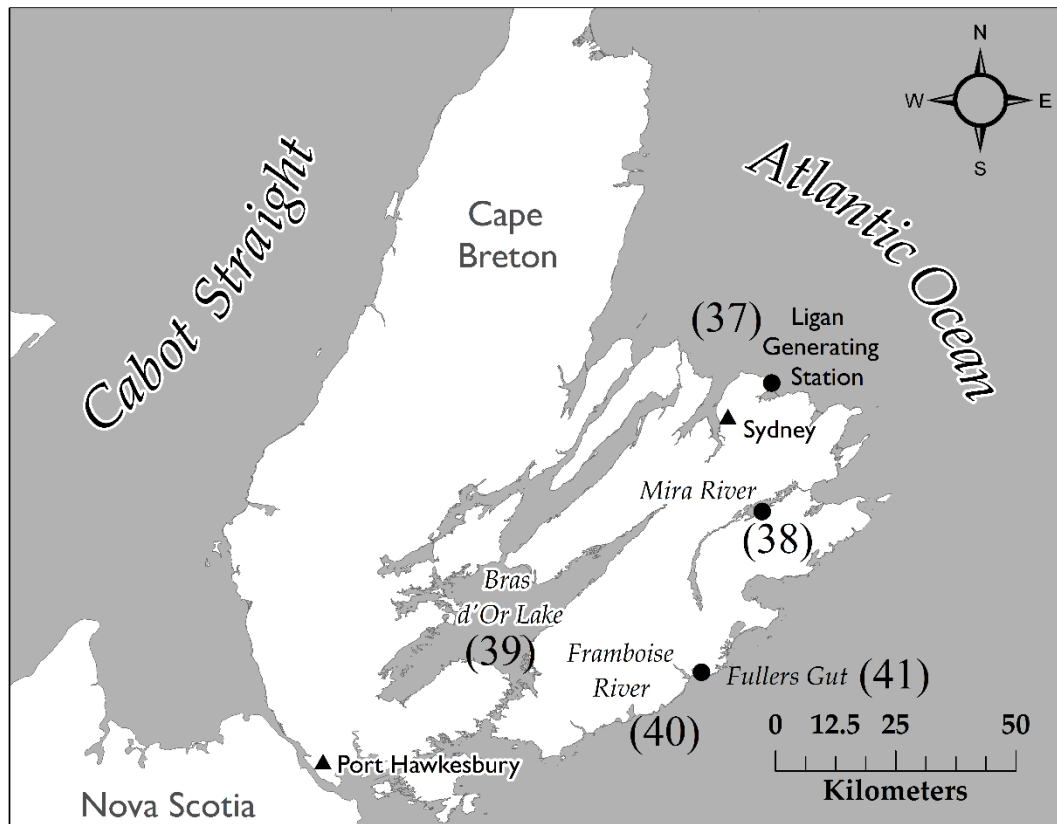 N
W E
S
Cabot Straight
Atlantic Ocean
Cape
Breton
(37)
Ligan
Generating
Station
Sydney
Mira River
(38)
Bras
d'Or Lake
(39)
Framboise
River
(40)
Fullers Gut (41)
0 12.5 25 50
Kilometers
Port Hawkesbury
Nova Scotia